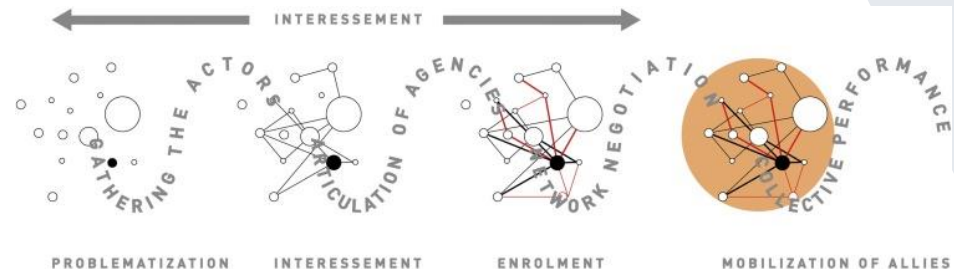 INTERESSEMENT
GATHERING THE ACTORS
ARTICULATION OF AGENCIES
NETWORK NEGOTIATION
COLLECTIVE PERFORMANCE
PROBLEMATIZATION
INTERESSEMENT
ENROLMENT
MOBILIZATION OF ALLIES